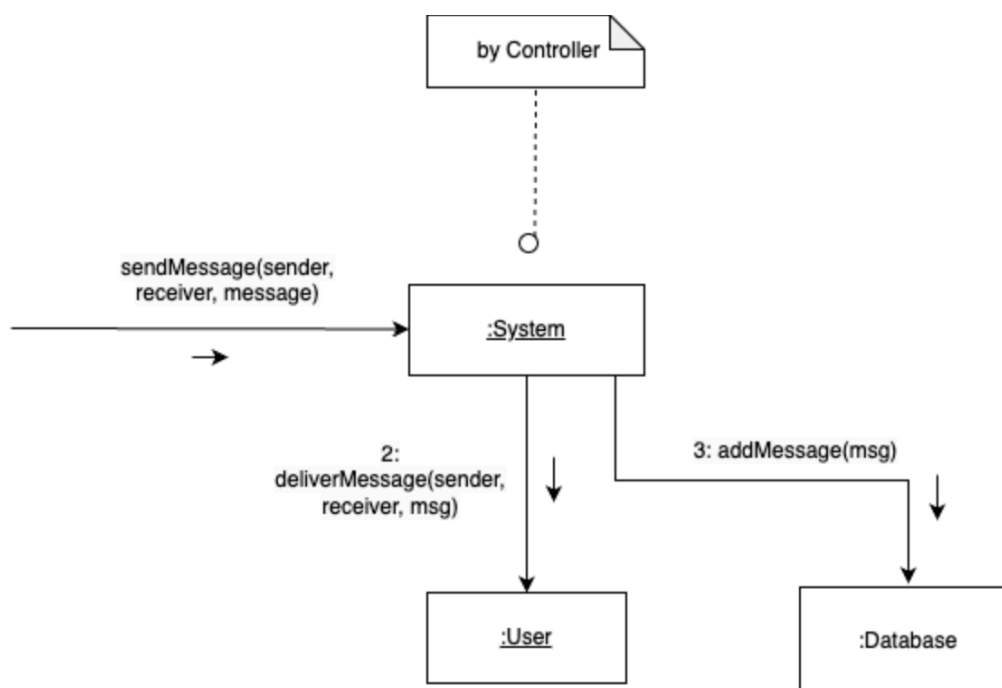 by Controller
sendMessage(sender,
receiver, message)
:System
2:
deliverMessage(sender,
receiver, msg)
3: addMessage(msg)
:User
:Database